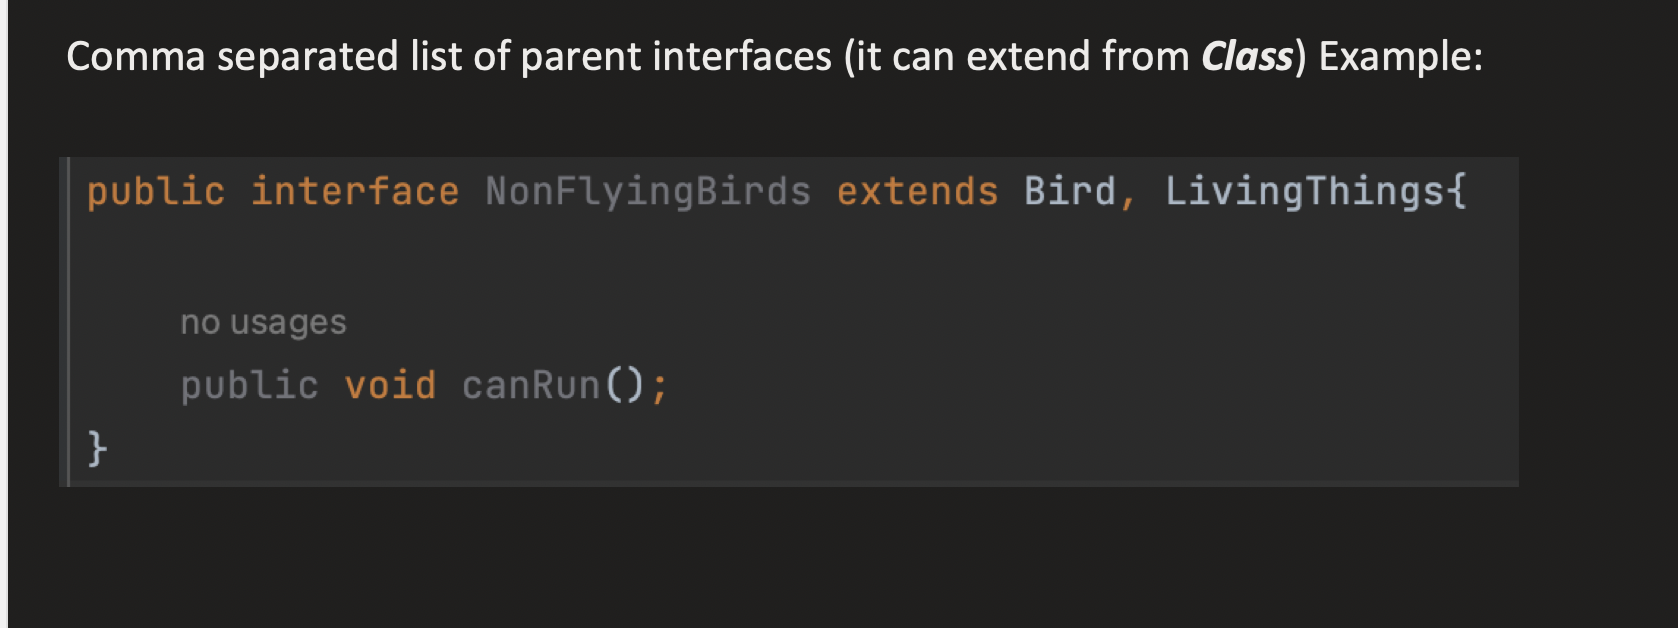 Comma separated list of parent interfaces (it can extend from Class) Example:
public interface NonFlyingBirds extends Bird, LivingThings{
no usages
public void canRun();
}